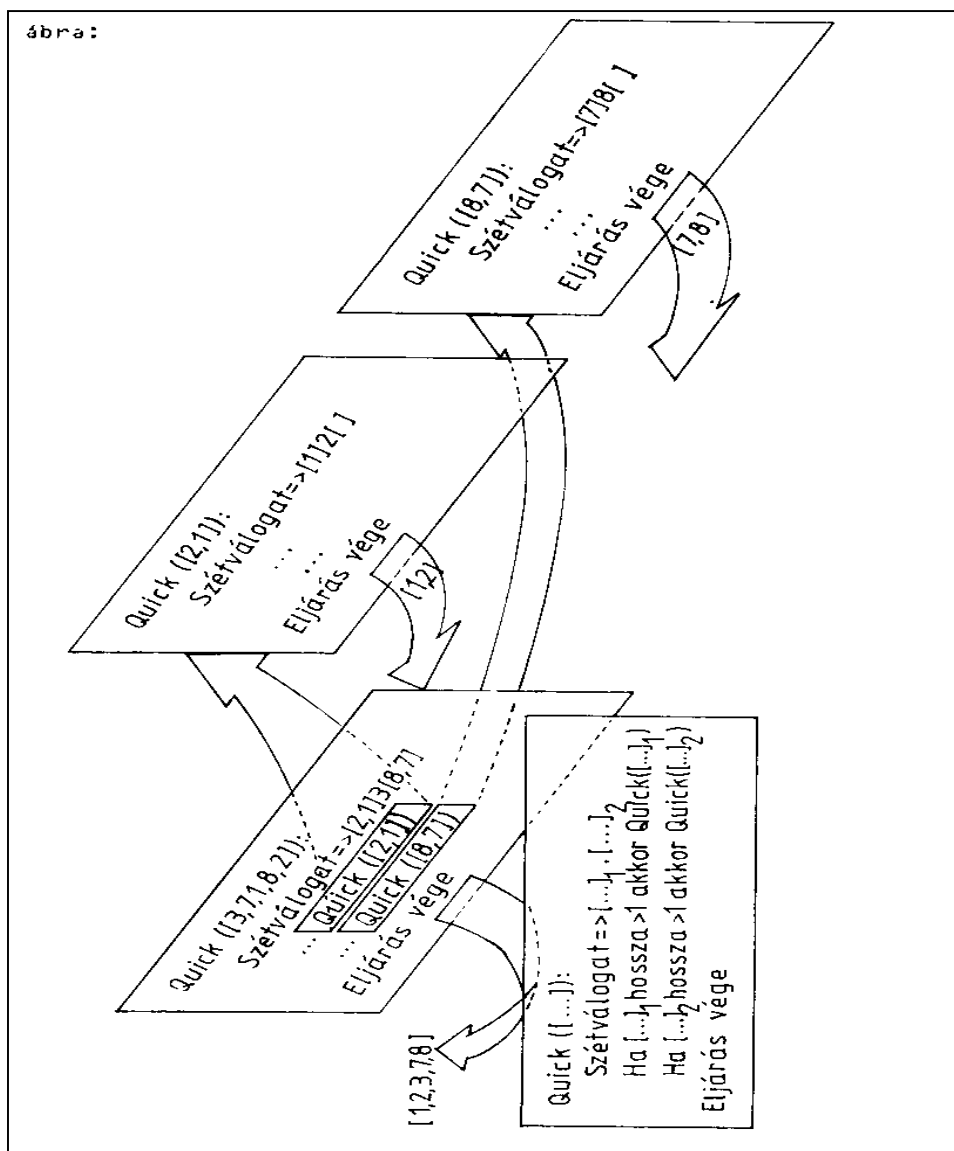 ábra:
Quick ([8,7]):
Szétválogat=>[7]8[ ]
...
...
Eljárás vége
[7,8]
Quick ([2,1]):
Szétválogat=>[1]2[ ]
...
...
Eljárás vége
[1,2]
Quick ([3,7,1,8,2]):
Szétválogat=>[2,1]3[8,7]
... Quick ([2,1])
... Quick ([8,7])
Eljárás vége
[1,2,3,7,8]
Quick ([...]):
Szétválogat=>[...]1 . [...]2
Ha [...]1 hossza >1 akkor Quick([...]1)
Ha [...]2 hossza >1 akkor Quick([...]2)
Eljárás vége